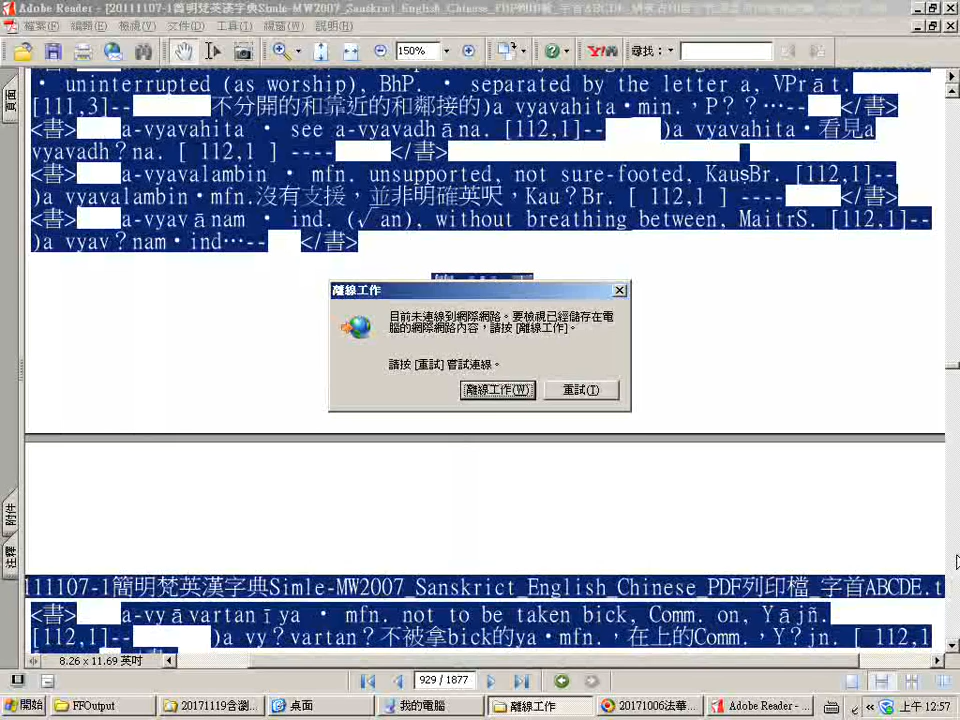 Adobe Reader - [20111107-1簡明梵英漢字典Simle-MW2007_Sanskrict_English_Chinese_PDF列印檔_字首ABCDE.
檔案(F) 編輯(E) 檢視(V) 文件(D) 工具(T) 視窗(W) 說明(H)
150% 尋找：
頁面
‧ uninterrupted (as worship), BhP. ‧ separated by the letter a, VPrāt.
[111,3]-- 不分開的和靠近的和鄰接的)a vyavahita‧min.，P？？…-- </書>
<書> a-vyavahita ‧ see a-vyavadhāna. [112,1]-- )a vyavahita‧看見a
vyavadh？na. [ 112,1 ] ---- </書>
<書> a-vyavalambin ‧ mfn. unsupported, not sure-footed, KausBr. [112,1]--
)a vyavalambin‧mfn.沒有支援，並非明確英呎，Kau？Br. [ 112,1 ] ---- </書>
<書> a-vyavānam ‧ ind. (√an), without breathing between, MaitrS. [112,1]--
)a vyav？nam‧ind…-- </書>
離線工作
目前未連線到網際網路。要檢視已經儲存在電
腦的網際網路內容，請按 [離線工作]。
請按 [重試] 嘗試連線。
離線工作(W) 重試(T)
附件
注釋
111107-1簡明梵英漢字典Simle-MW2007_Sanskrict_English_Chinese_PDF列印檔_字首ABCDE.t
<書> a-vyāvartanīya ‧ mfn. not to be taken bick, Comm. on, Yājñ.
[112,1]-- )a vy？vartan？不被拿bick的ya‧mfn.，在上的Comm.，Y？jn. [ 112,1
8.26 x 11.69 英吋
929 / 1877
開始 FFOutput 20171119含瀏... 桌面 我的電腦 離線工作 20171006法華... Adobe Reader - ... 上午 12:57